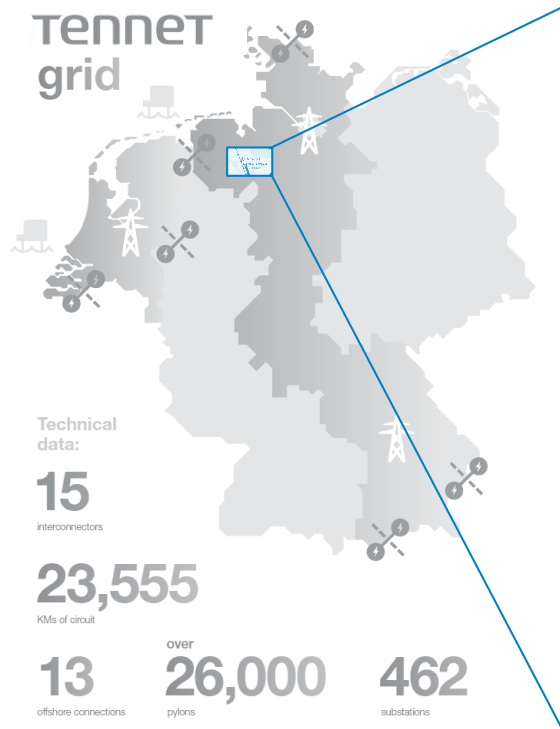 TenneT
grid
Technical
data:
15
interconnectors
23,555
KMs of circuit
13
offshore connections
over
26,000
pylons
462
substations